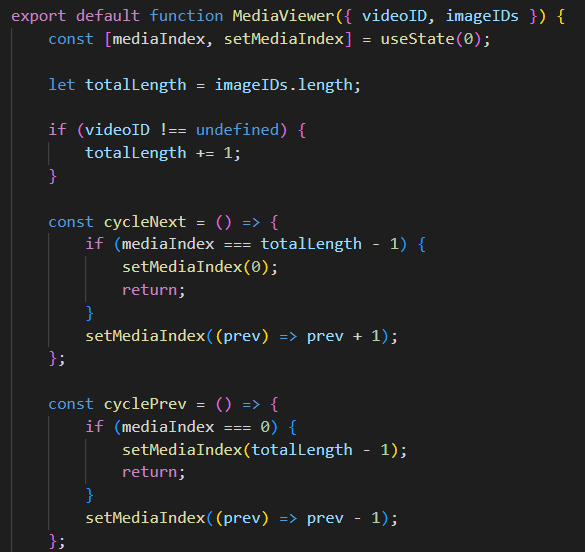 export default function MediaViewer({ videoID, imageIDs }) {
    const [mediaIndex, setMediaIndex] = useState(0);

    let totalLength = imageIDs.length;

    if (videoID !== undefined) {
        totalLength += 1;
    }

    const cycleNext = () => {
        if (mediaIndex === totalLength - 1) {
            setMediaIndex(0);
            return;
        }
        setMediaIndex((prev) => prev + 1);
    };

    const cyclePrev = () => {
        if (mediaIndex === 0) {
            setMediaIndex(totalLength - 1);
            return;
        }
        setMediaIndex((prev) => prev - 1);
    };